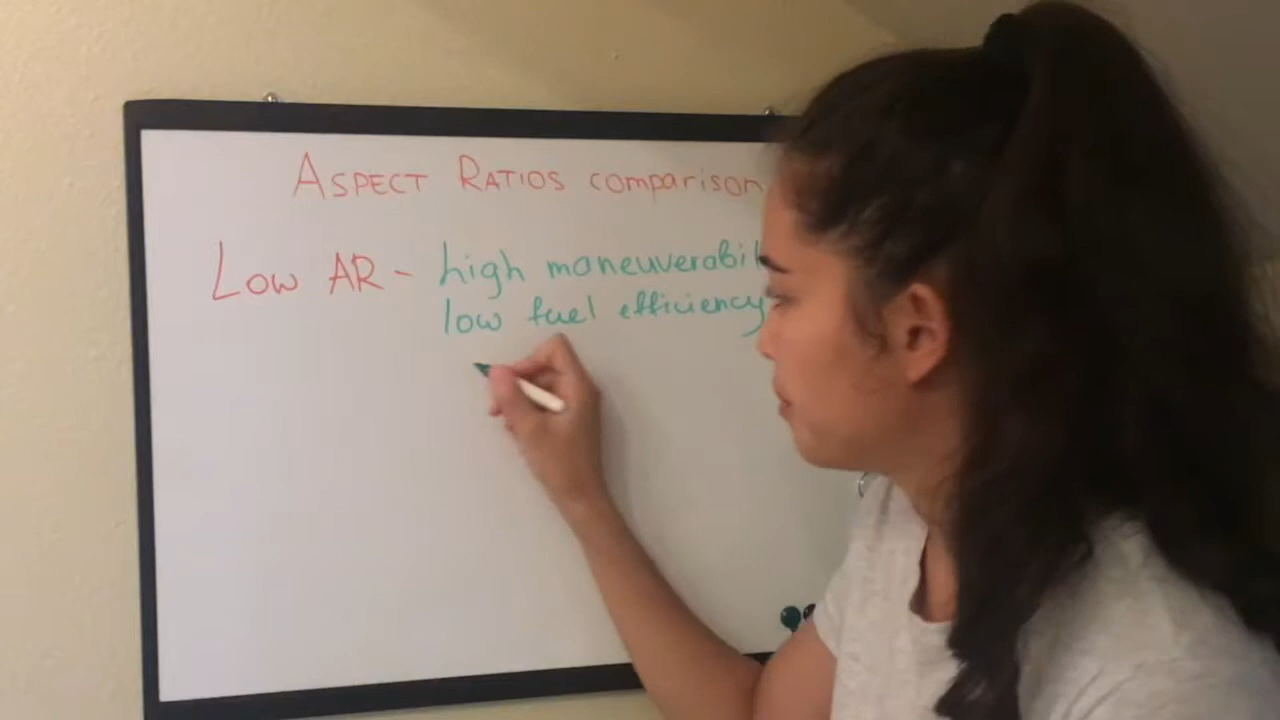 ASPECT RATIOS comparison
Low AR - high maneuverabil
low fuel efficiency